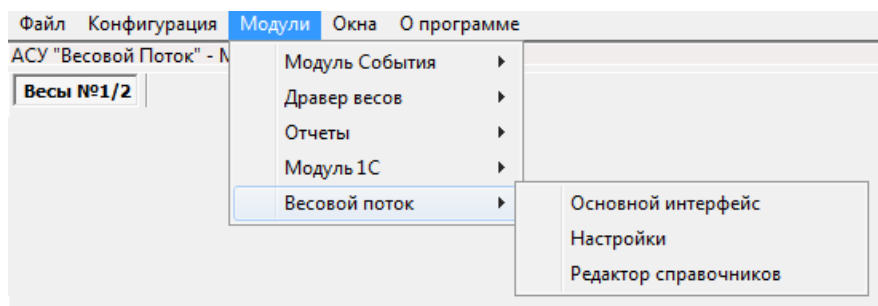 Файл Конфигурация Модули Окна О программе
АСУ "Весовой Поток" -
Весы №1/2
Модуль События
Дравер весов
Отчеты
Модуль 1С
Весовой поток
Основной интерфейс
Настройки
Редактор справочников